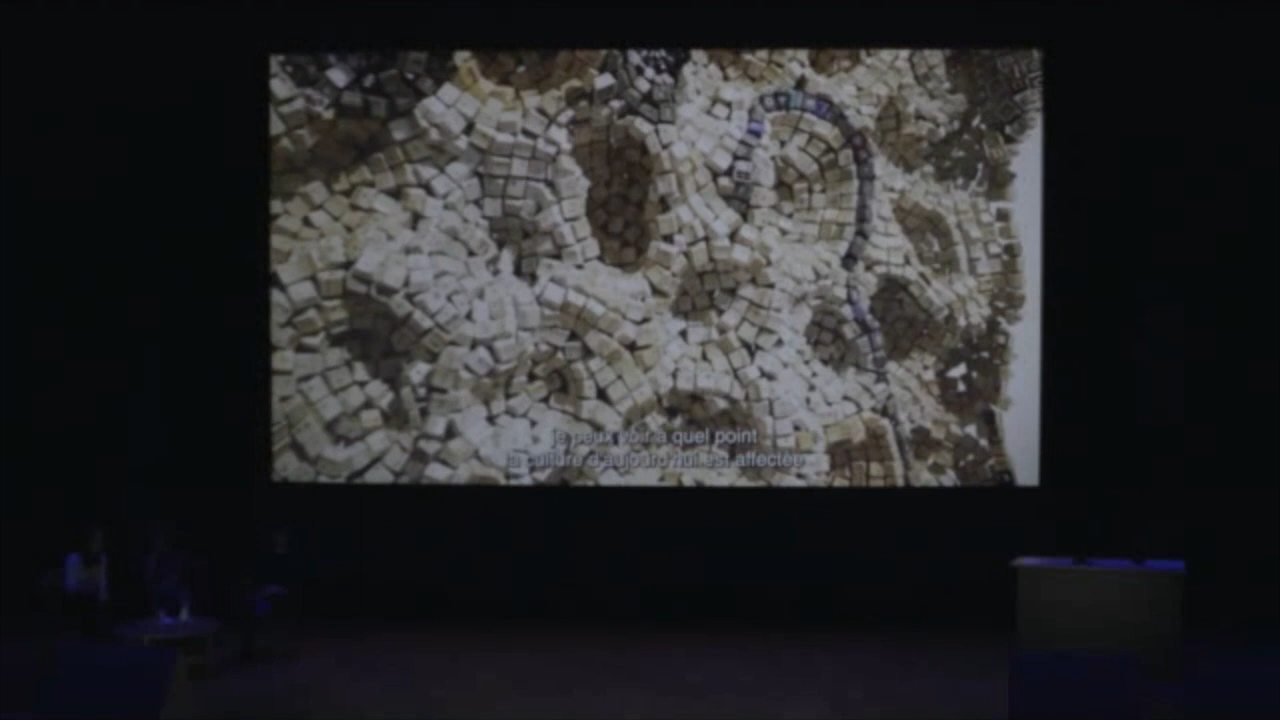 je peux voir à quel point
la culture d'aujourd'hui est affectée